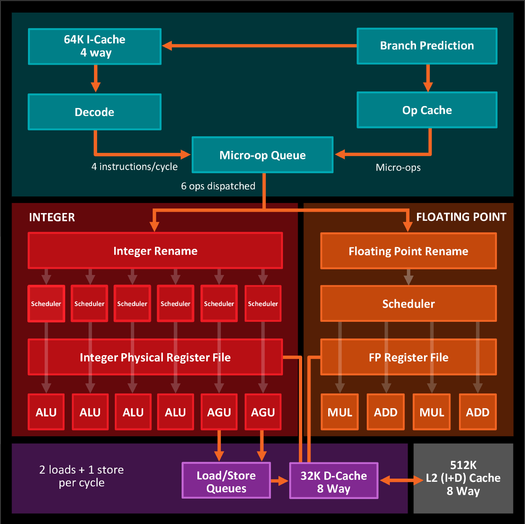 64K I-Cache
4 way
Branch Prediction
Decode
Op Cache
4 instructions/cycle
Micro-op Queue
Micro-ops
6 ops dispatched
INTEGER
FLOATING POINT
Integer Rename
Floating Point Rename
Scheduler
Scheduler
Scheduler
Scheduler
Scheduler
Scheduler
Scheduler
Integer Physical Register File
FP Register File
ALU
ALU
ALU
ALU
AGU
AGU
MUL
ADD
MUL
ADD
2 loads + 1 store
per cycle
Load/Store
Queues
32K D-Cache
8 Way
512K
L2 (I+D) Cache
8 Way